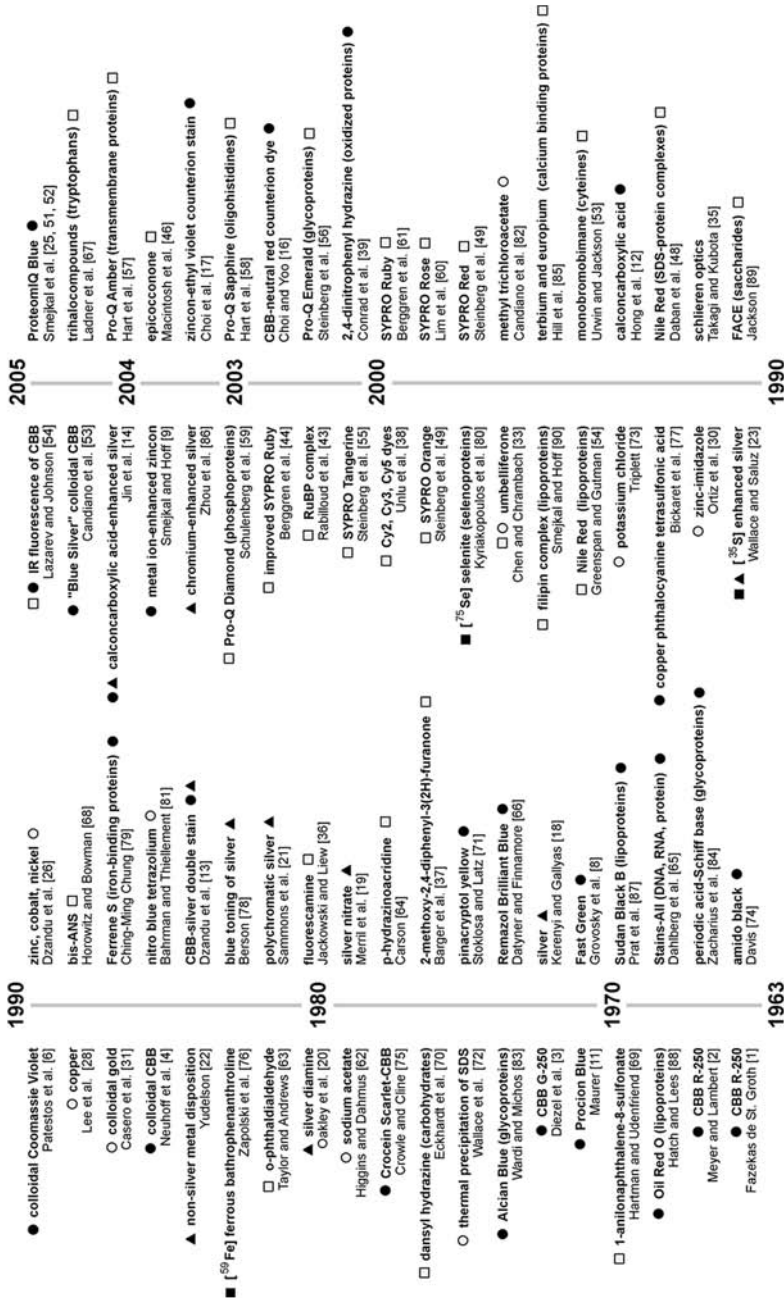 colloidal Coomassie Violet
Patestos et al. [6]
copper
Lee et al. [28]
colloidal gold
Casero et al. [31]
colloidal CBB
Neuhoff et al. [4]
non-silver metal disposition
Yudelson [22]
[59Fe] ferrous bathrophenanthroline
Zapolski et al. [76]
o-phthaldialdehyde
Taylor and Andrews [63]
silver diamine
Oakley et al. [20]
sodium acetate
Higgins and Dahmus [62]
Crocein Scarlet-CBB
Crowle and Cline [75]
dansyl hydrazine (carbohydrates)
Eckhardt et al. [70]
thermal precipitation of SDS
Wallace et al. [72]
Alcian Blue (glycoproteins)
Wardi and Michos [83]
CBB G-250
Diezel et al. [3]
Procion Blue
Maurer [11]
1-anilonaphthalene-8-sulfonate
Hartman and Udenfriend [69]
Oil Red O (lipoproteins)
Hatch and Lees [88]
CBB R-250
Meyer and Lambert [2]
CBB R-250
Fazekas de St. Groth [1]
1990
1980
1970
1963
zinc, cobalt, nickel
Dzandu et al. [26]
bis-ANS
Horowitz and Bowman [68]
Ferrene S (iron-binding proteins)
Ching-Ming Chung [79]
nitro blue tetrazolium
Bahrman and Thiellement [81]
CBB-silver double stain
Dzandu et al. [13]
blue toning of silver
Berson [78]
polychromatic silver
Sammons et al. [21]
fluorescamine
Jackowski and Liew [36]
silver nitrate
Merril et al. [19]
p-hydrazinoacridine
Carson [64]
2-methoxy-2,4-diphenyl-3(2H)-furanone
Barger et al. [37]
pinacryptol yellow
Stoklosa and Latz [71]
Remazol Brilliant Blue
Datyner and Finnamore [66]
silver
Kerenyi and Gallyas [18]
Fast Green
Grovosky et al. [8]
Sudan Black B (lipoproteins)
Prat et al. [87]
Stains-All (DNA, RNA, protein)
Dahlberg et al. [65]
periodic acid-Schiff base (glycoproteins)
Zacharius et al. [84]
amido black
Davis [74]
IR fluorescence of CBB
Lazarev and Johnson [54]
"Blue Silver" colloidal CBB
Candiano et al. [53]
calconcarboxylic acid-enhanced silver
Jin et al. [14]
metal ion-enhanced zincon
Smejkal and Hoff [9]
chromium-enhanced silver
Zhou et al. [86]
Pro-Q Diamond (phosphoproteins)
Schulenberg et al. [59]
improved SYPRO Ruby
Berggren et al. [44]
RuBP complex
Rabilloud et al. [43]
SYPRO Tangerine
Steinberg et al. [55]
Cy2, Cy3, Cy5 dyes
Unlu et al. [38]
SYPRO Orange
Steinberg et al. [49]
[75Se] selenite (selenoproteins)
Kyriakopoulos et al. [80]
umbelliferone
Chen and Chrambach [33]
filipin complex (lipoproteins)
Smejkal and Hoff [90]
Nile Red (lipoproteins)
Greenspan and Gutman [54]
potassium chloride
Triplett [73]
copper phthalocyanine tetrasulfonic acid
Bickaret et al. [77]
zinc-imidazole
Ortiz et al. [30]
[35S] enhanced silver
Wallace and Saluz [23]
2005
2004
2003
2000
1990
ProteomIQ Blue
Smejkal et al. [25, 51, 52]
trihalocompounds (tryptophans)
Ladner et al. [67]
Pro-Q Amber (transmembrane proteins)
Hart et al. [57]
epicocconone
Macintosh et al. [46]
zincon-ethyl violet counterion stain
Choi et al. [17]
Pro-Q Sapphire (oligohistidines)
Hart et al. [58]
CBB-neutral red counterion dye
Choi and Yoo [16]
Pro-Q Emerald (glycoproteins)
Steinberg et al. [56]
2,4-dinitrophenyl hydrazine (oxidized proteins)
Conrad et al. [39]
SYPRO Ruby
Berggren et al. [61]
SYPRO Rose
Lim et al. [60]
SYPRO Red
Steinberg et al. [49]
methyl trichloroacetate
Candiano et al. [82]
terbium and europium (calcium binding proteins)
Hill et al. [85]
monobromobimane (cyteines)
Urwin and Jackson [53]
calconcarboxylic acid
Hong et al. [12]
Nile Red (SDS-protein complexes)
Daban et al. [48]
schlieren optics
Takagi and Kubota [35]
FACE (saccharides)
Jackson [89]